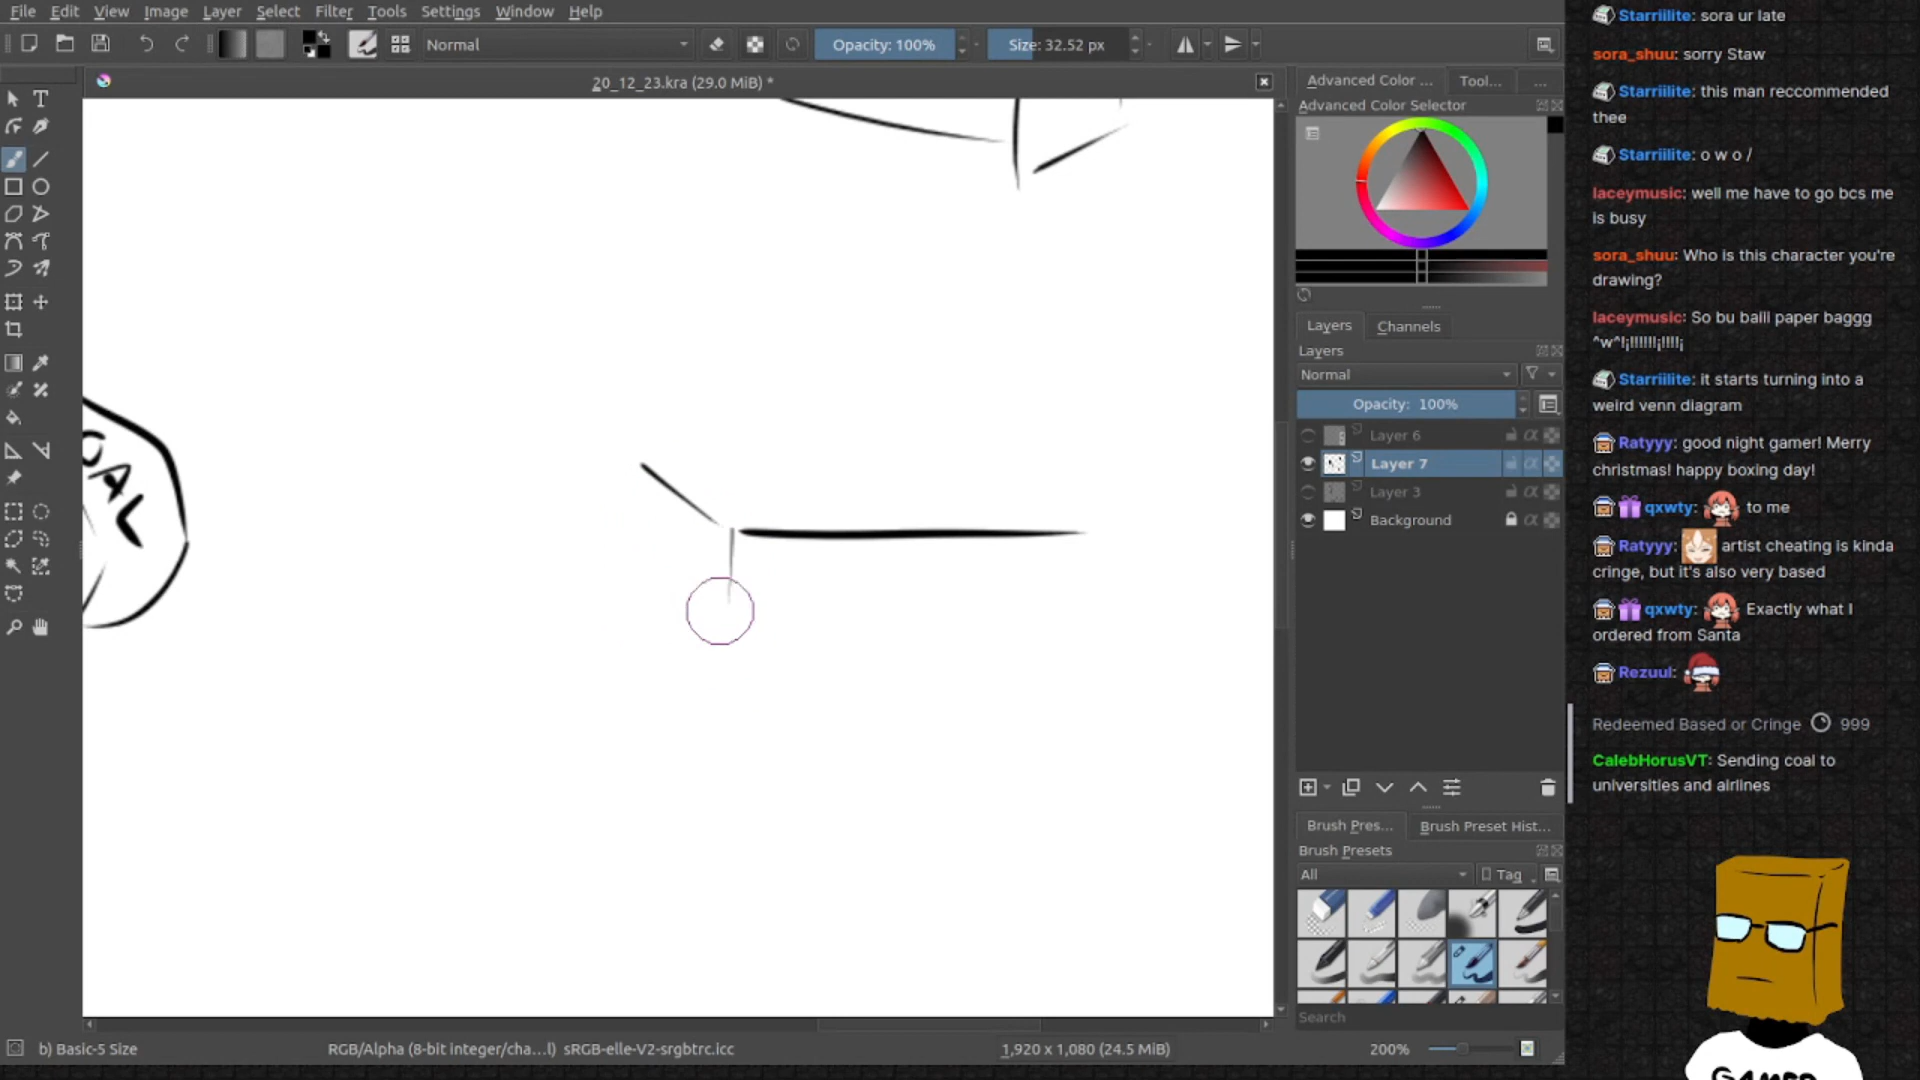 File Edit View Image Layer Select Filter Tools Settings Window Help
Normal
Opacity: 100%
Size: 32.52 px
20_12_23.kra (29.0 MiB) *
Advanced Color ...
Tool...
...
Advanced Color Selector
Layers
Channels
Layers
Normal
Opacity: 100%
Layer 6
Layer 7
Layer 3
Background
Brush Pres...
Brush Preset Hist...
Brush Presets
All
Tag
Search
b) Basic-5 Size
RGB/Alpha (8-bit integer/cha...l) sRGB-elle-V2-srgbtrc.icc
1,920 x 1,080 (24.5 MiB)
200%
OAL
Starriilite: sora ur late
sora_shuu: sorry Staw
Starriilite: this man reccommended
thee
Starriilite: o w o /
laceymusic: well me have to go bcs me
is busy
sora_shuu: Who is this character you're
drawing?
laceymusic: So bu baiii paper baggg
^w^!¡!!!!!!¡!!!!¡
Starriilite: it starts turning into a
weird venn diagram
Ratyyy: good night gamer! Merry
christmas! happy boxing day!
qxwty: to me
Ratyyy: artist cheating is kinda
cringe, but it's also very based
qxwty: Exactly what I
ordered from Santa
Rezuul:
Redeemed Based or Cringe 999
CalebHorusVT: Sending coal to
universities and airlines
GAMER